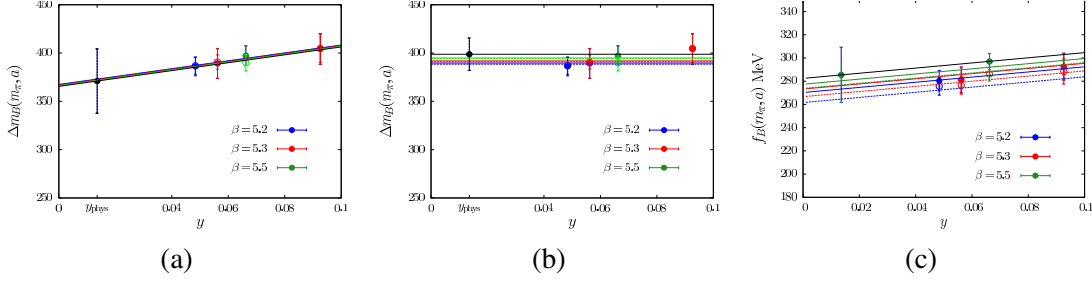 450
400
350
300
250
Δm_B(m_π, a)
β = 5.2
β = 5.3
β = 5.5
0 y_phys 0.04 0.06 0.08 0.1
y
(a)
450
400
350
300
250
Δm_B(m_π, a)
β = 5.2
β = 5.3
β = 5.5
0 y_phys 0.04 0.06 0.08 0.1
y
(b)
340
320
300
280
260
240
220
200
180
f_B(m_π, a) MeV
β = 5.2
β = 5.3
β = 5.5
0 0.02 0.04 0.06 0.08 0.1
y
(c)